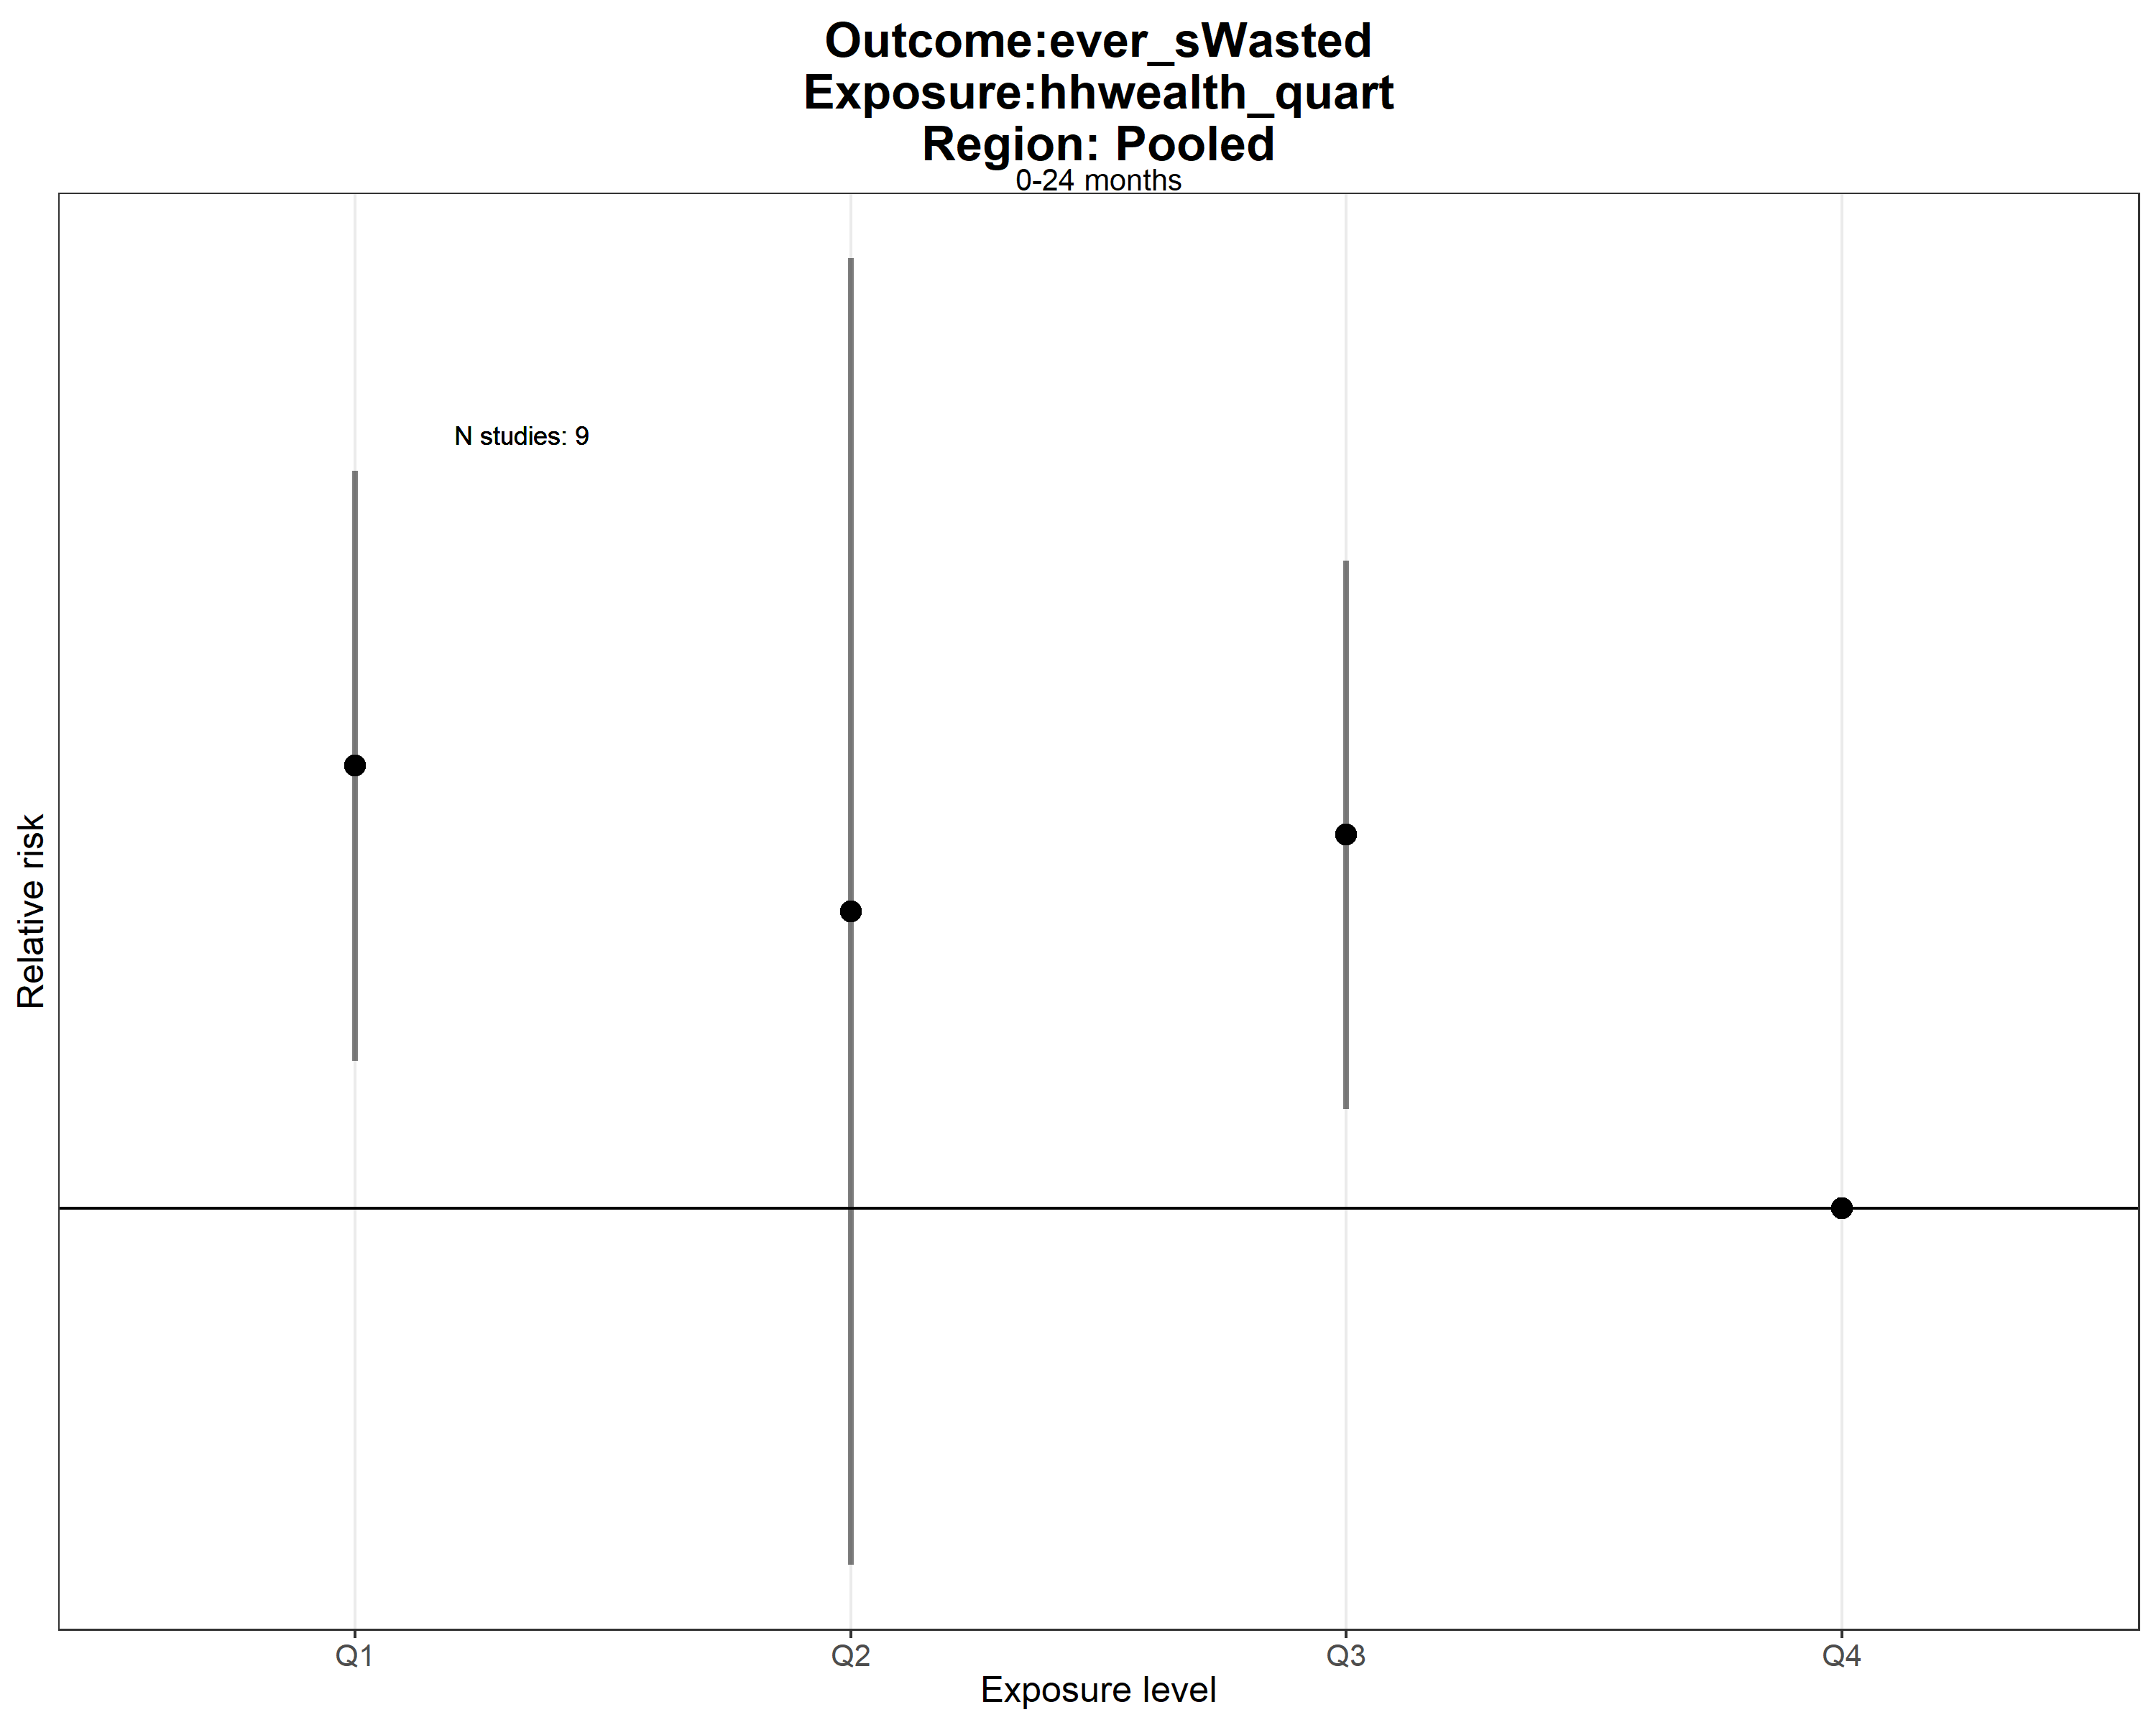 Outcome:ever_sWasted
Exposure:hhwealth_quart
Region: Pooled
0-24 months
N studies: 9
Relative risk
Q1 Q2 Q3 Q4
Exposure level